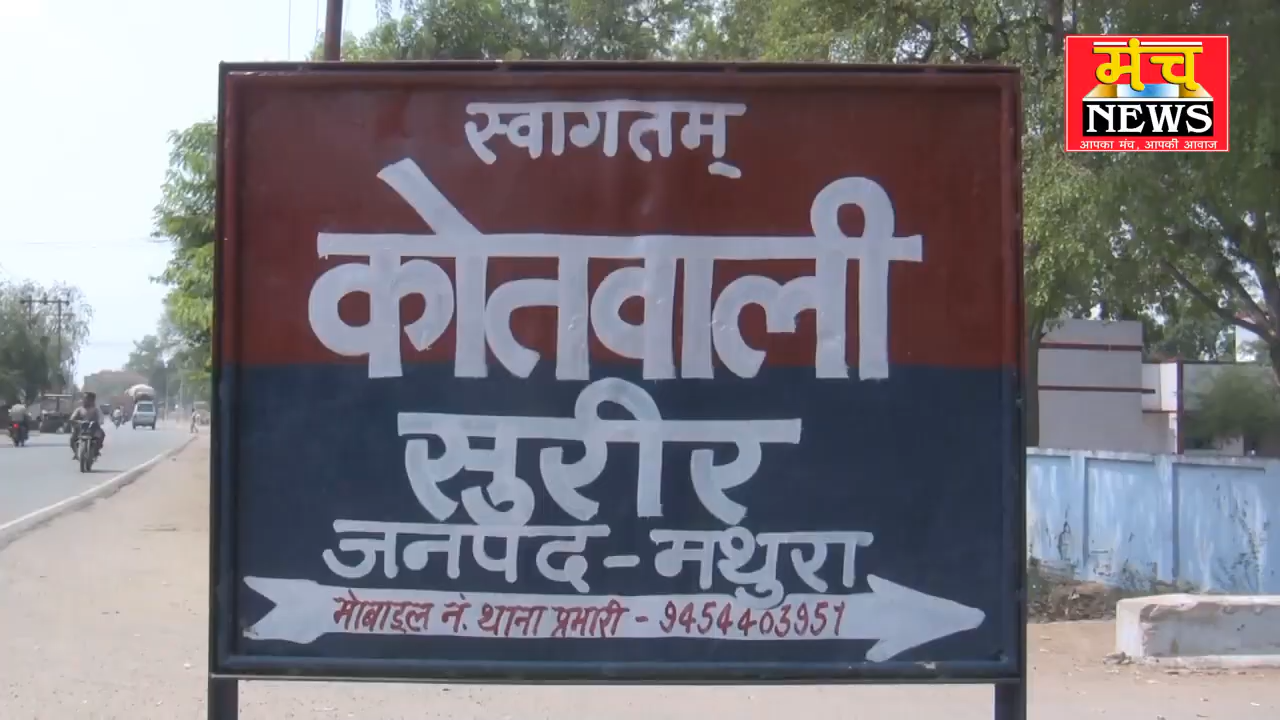 स्वागतम्
कोतवाली
सुरीर
जनपद-मथुरा
मोबाइल नं. थाना प्रभारी - 9454403951
मंच
NEWS
आपका मंच, आपकी आवाज